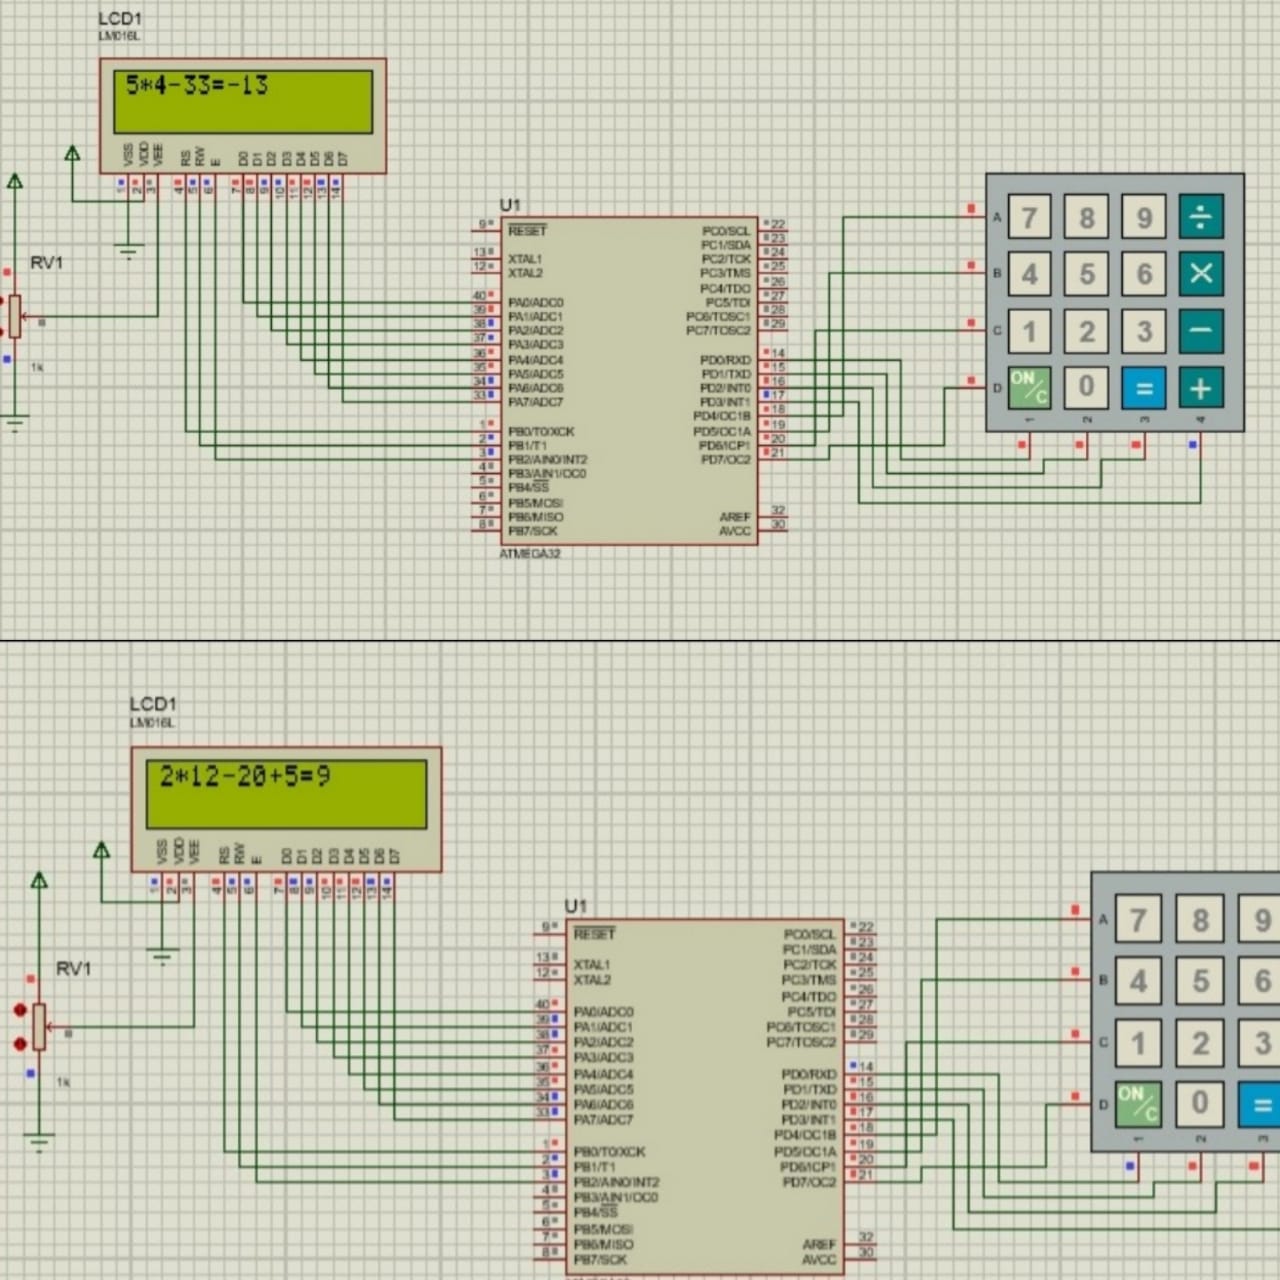 LCD1
LM016L
5*4-33=-13
VSS VDD VEE RS RW E D0 D1 D2 D3 D4 D5 D6 D7
1 2 3 4 5 6 7 8 9 10 11 12 13 14
RV1
1k
U1
9 RESET PC0/SCL 22
PC1/SDA 23
13 XTAL1 PC2/TCK 24
12 XTAL2 PC3/TMS 25
PC4/TDO 26
40 PA0/ADC0 PC5/TDI 27
39 PA1/ADC1 PC6/TOSC1 28
38 PA2/ADC2 PC7/TOSC2 29
37 PA3/ADC3
36 PA4/ADC4 PD0/RXD 14
35 PA5/ADC5 PD1/TXD 15
34 PA6/ADC6 PD2/INT0 16
33 PA7/ADC7 PD3/INT1 17
PD4/OC1B 18
1 PB0/T0/XCK PD5/OC1A 19
2 PB1/T1 PD6/ICP1 20
3 PB2/AIN0/INT2 PD7/OC2 21
4 PB3/AIN1/OC0
5 PB4/SS
6 PB5/MOSI
7 PB6/MISO AREF 32
8 PB7/SCK AVCC 30
ATMEGA32
A 7 8 9 ÷
B 4 5 6 ×
C 1 2 3 −
D ON/C 0 = +
1 2 3 4
LCD1
LM016L
2*12-20+5=9
VSS VDD VEE RS RW E D0 D1 D2 D3 D4 D5 D6 D7
1 2 3 4 5 6 7 8 9 10 11 12 13 14
RV1
1k
U1
9 RESET PC0/SCL 22
PC1/SDA 23
13 XTAL1 PC2/TCK 24
12 XTAL2 PC3/TMS 25
PC4/TDO 26
40 PA0/ADC0 PC5/TDI 27
39 PA1/ADC1 PC6/TOSC1 28
38 PA2/ADC2 PC7/TOSC2 29
37 PA3/ADC3
36 PA4/ADC4 PD0/RXD 14
35 PA5/ADC5 PD1/TXD 15
34 PA6/ADC6 PD2/INT0 16
33 PA7/ADC7 PD3/INT1 17
PD4/OC1B 18
1 PB0/T0/XCK PD5/OC1A 19
2 PB1/T1 PD6/ICP1 20
3 PB2/AIN0/INT2 PD7/OC2 21
4 PB3/AIN1/OC0
5 PB4/SS
6 PB5/MOSI
7 PB6/MISO AREF 32
8 PB7/SCK AVCC 30
A 7 8 9
B 4 5 6
C 1 2 3
D ON/C 0 =
1 2 3